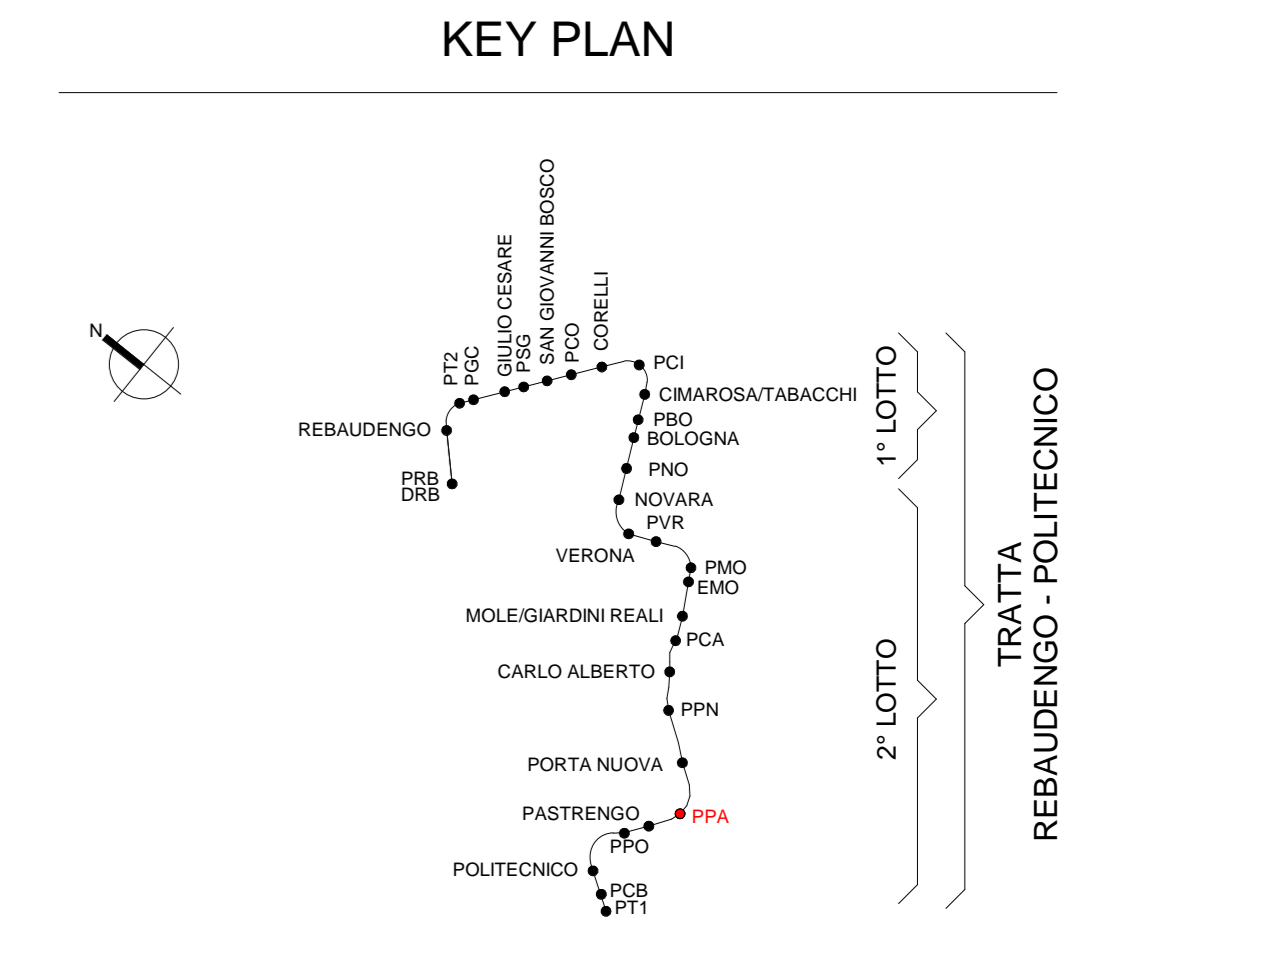 KEY PLAN
N
PT2
PGC
GIULIO CESARE
PSG
SAN GIOVANNI BOSCO
PCO
CORELLI
PCI
CIMAROSA/TABACCHI
PBO
REBAUDENGO
BOLOGNA
PNO
PRB
DRB
NOVARA
PVR
VERONA
PMO
EMO
MOLE/GIARDINI REALI
PCA
CARLO ALBERTO
PPN
PORTA NUOVA
PASTRENGO
PPA
PPO
POLITECNICO
PCB
PT1
1° LOTTO
2° LOTTO
TRATTA
REBAUDENGO - POLITECNICO